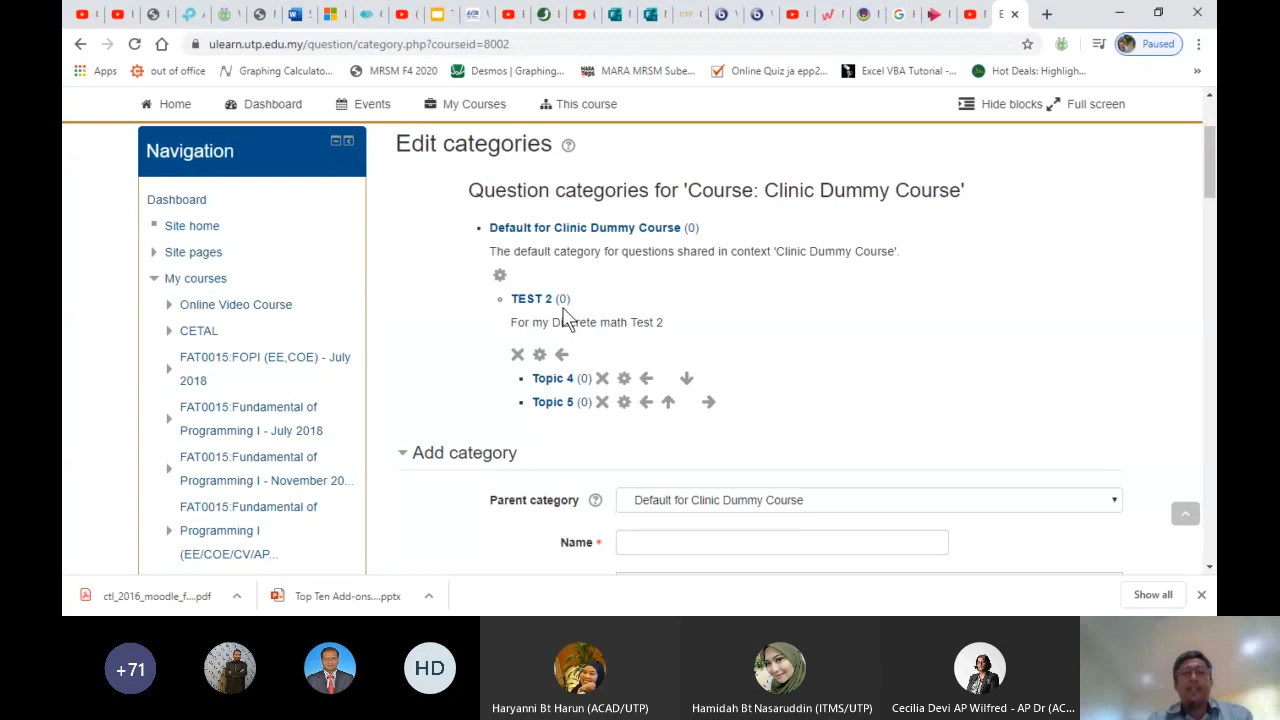 ulearn.utp.edu.my/question/category.php?courseid=8002
Paused
Apps
out of office
Graphing Calculato...
MRSM F4 2020
Desmos | Graphing...
MARA MRSM Sube...
Online Quiz ja epp2...
Excel VBA Tutorial -...
Hot Deals: Highligh...
»
Home
Dashboard
Events
My Courses
This course
Hide blocks
Full screen
Navigation
Dashboard
Site home
Site pages
My courses
Online Video Course
CETAL
FAT0015:FOPI (EE,COE) - July
2018
FAT0015:Fundamental of
Programming I - July 2018
FAT0015:Fundamental of
Programming I - November 20...
FAT0015:Fundamental of
Programming I
(EE/COE/CV/AP...
Edit categories
Question categories for 'Course: Clinic Dummy Course'
Default for Clinic Dummy Course (0)
The default category for questions shared in context 'Clinic Dummy Course'.
TEST 2 (0)
For my Discrete math Test 2
Topic 4 (0)
Topic 5 (0)
Add category
Parent category
Default for Clinic Dummy Course
Name *
ctl_2016_moodle_f....pdf
Top Ten Add-ons....pptx
Show all
+71
HD
Haryanni Bt Harun (ACAD/UTP)
Hamidah Bt Nasaruddin (ITMS/UTP)
Cecilia Devi AP Wilfred - AP Dr (AC...